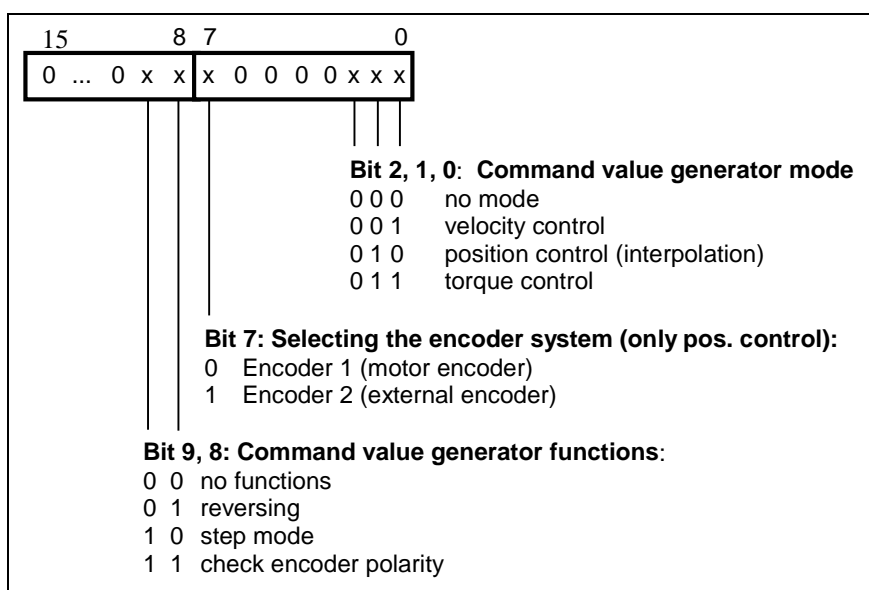 15 8 7 0
0 ... 0 x x x 0 0 0 0 x x x
Bit 2, 1, 0: Command value generator mode
0 0 0 no mode
0 0 1 velocity control
0 1 0 position control (interpolation)
0 1 1 torque control
Bit 7: Selecting the encoder system (only pos. control):
0 Encoder 1 (motor encoder)
1 Encoder 2 (external encoder)
Bit 9, 8: Command value generator functions:
0 0 no functions
0 1 reversing
1 0 step mode
1 1 check encoder polarity